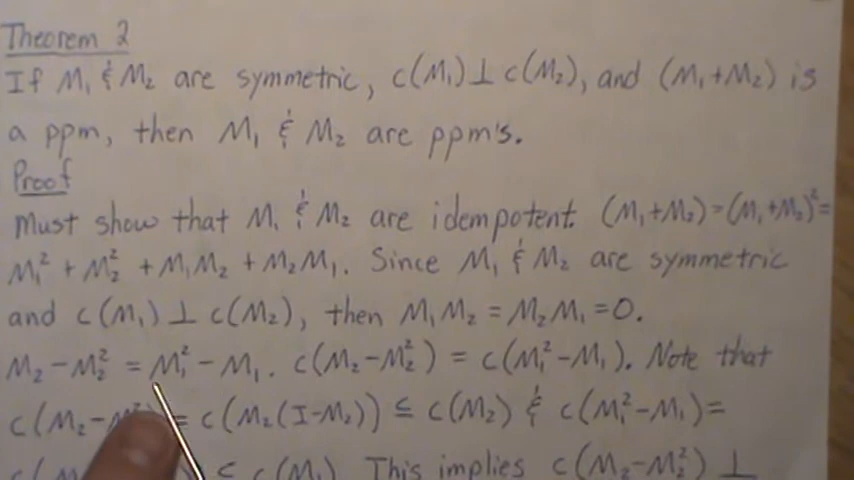 Theorem 2
If M₁ & M₂ are symmetric, C(M₁) ⊥ C(M₂), and (M₁+M₂) is
a ppm, then M₁ & M₂ are ppm's.
Proof
Must show that M₁ & M₂ are idempotent. (M₁+M₂) = (M₁+M₂)² =
M₁² + M₂² + M₁M₂ + M₂M₁. Since M₁ & M₂ are symmetric
and C(M₁) ⊥ C(M₂), then M₁M₂ = M₂M₁ = 0.
M₂ - M₂² = M₁² - M₁. C(M₂ - M₂²) = C(M₁² - M₁). Note that
C(M₂ - = C(M₂(I-M₂)) ⊆ C(M₂) & C(M₁² - M₁) =
⊆ C(M₁). This implies C(M₂ - M₂²) ⊥